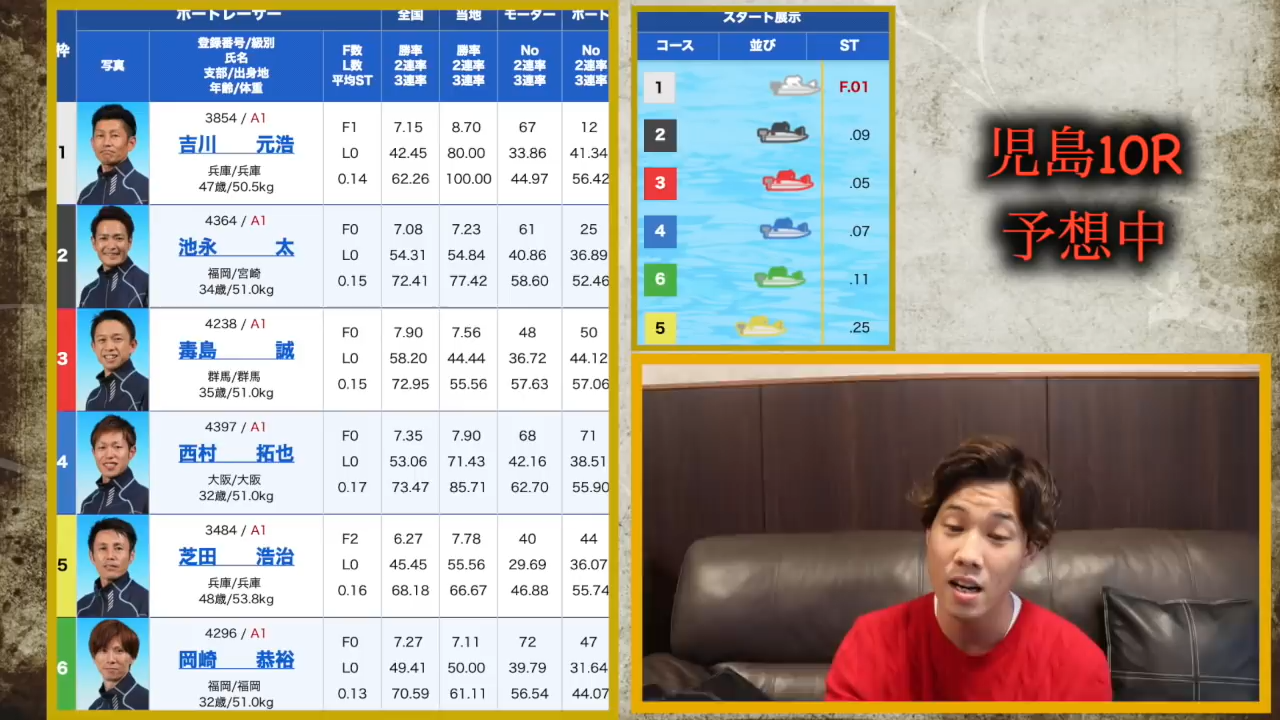 ボートレーサー 全国 当地 モーター ボート
枠 写真 登録番号/級別 氏名 支部/出身地 年齢/体重 F数 L数 平均ST 勝率 2連率 3連率 勝率 2連率 3連率 No 2連率 3連率 No 2連率 3連率
1
3854 / A1
吉川 元浩
兵庫/兵庫
47歳/50.5kg
F1 7.15 8.70 67 12
L0 42.45 80.00 33.86 41.34
0.14 62.26 100.00 44.97 56.42
2
4364 / A1
池永 太
福岡/宮崎
34歳/51.0kg
F0 7.08 7.23 61 25
L0 54.31 54.84 40.86 36.89
0.15 72.41 77.42 58.60 52.46
3
4238 / A1
毒島 誠
群馬/群馬
35歳/51.0kg
F0 7.90 7.56 48 50
L0 58.20 44.44 36.72 44.12
0.15 72.95 55.56 57.63 57.06
4
4397 / A1
西村 拓也
大阪/大阪
32歳/51.0kg
F0 7.35 7.90 68 71
L0 53.06 71.43 42.16 38.51
0.17 73.47 85.71 62.70 55.90
5
3484 / A1
芝田 浩治
兵庫/兵庫
48歳/53.8kg
F2 6.27 7.78 40 44
L0 45.45 55.56 29.69 36.07
0.16 68.18 66.67 46.88 55.74
6
4296 / A1
岡崎 恭裕
福岡/福岡
32歳/51.0kg
F0 7.27 7.11 72 47
L0 49.41 50.00 39.79 31.64
0.13 70.59 61.11 56.54 44.07
スタート展示
コース 並び ST
1 F.01
2 .09
3 .05
4 .07
6 .11
5 .25
児島10R
予想中